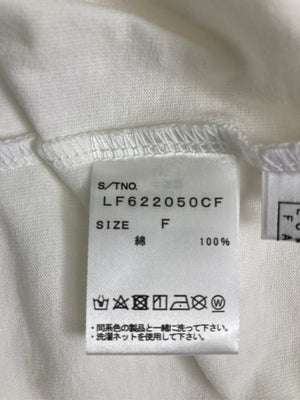 S/TNO.
LF622050CF
SIZE F
綿 100%
・同系色の製品と一緒に洗って下さい。
・洗濯ネットを使用して下さい。